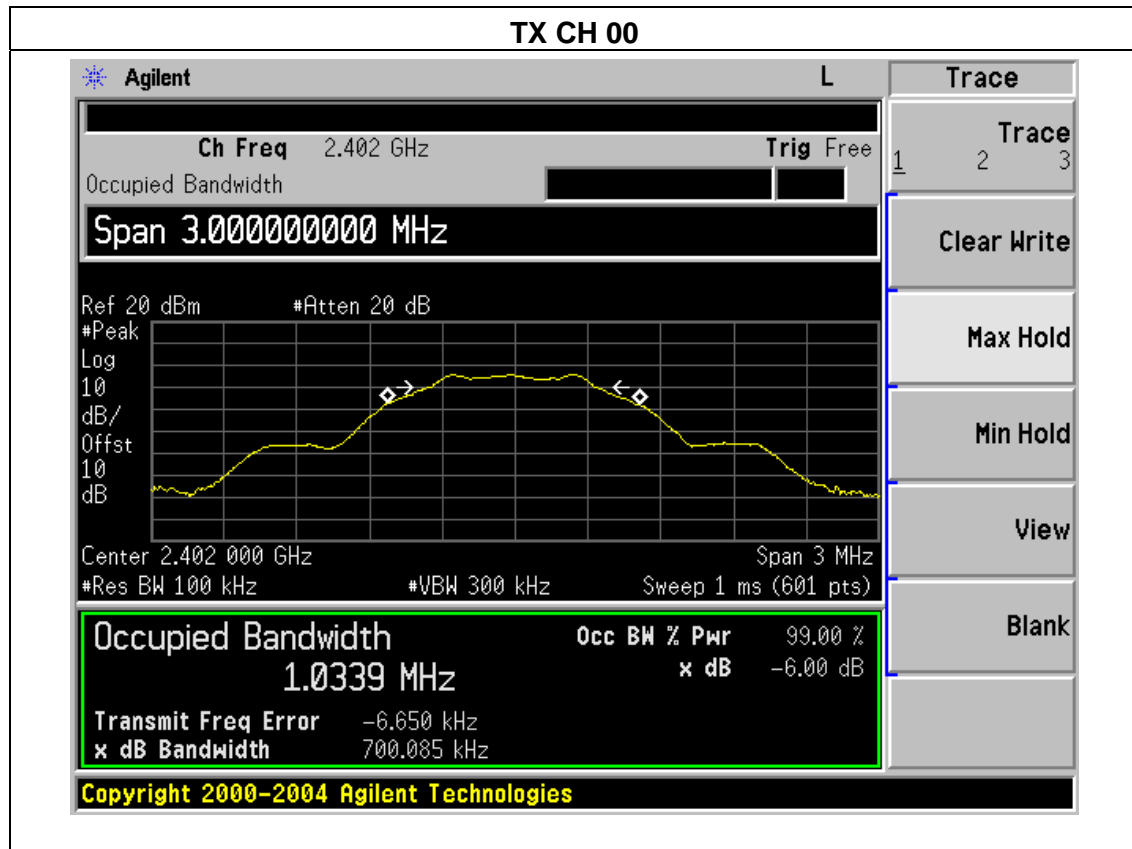 TX CH 00
Agilent L Trace
Ch Freq 2.402 GHz Trig Free
Occupied Bandwidth
Span 3.000000000 MHz
Ref 20 dBm #Atten 20 dB
#Peak
Log
10
dB/
Offst
10
dB
Center 2.402 000 GHz Span 3 MHz
#Res BW 100 kHz #VBW 300 kHz Sweep 1 ms (601 pts)
Occupied Bandwidth Occ BW % Pwr 99.00 %
1.0339 MHz x dB -6.00 dB
Transmit Freq Error -6.650 kHz
x dB Bandwidth 700.085 kHz
Copyright 2000-2004 Agilent Technologies
Trace
1 2 3
Clear Write
Max Hold
Min Hold
View
Blank